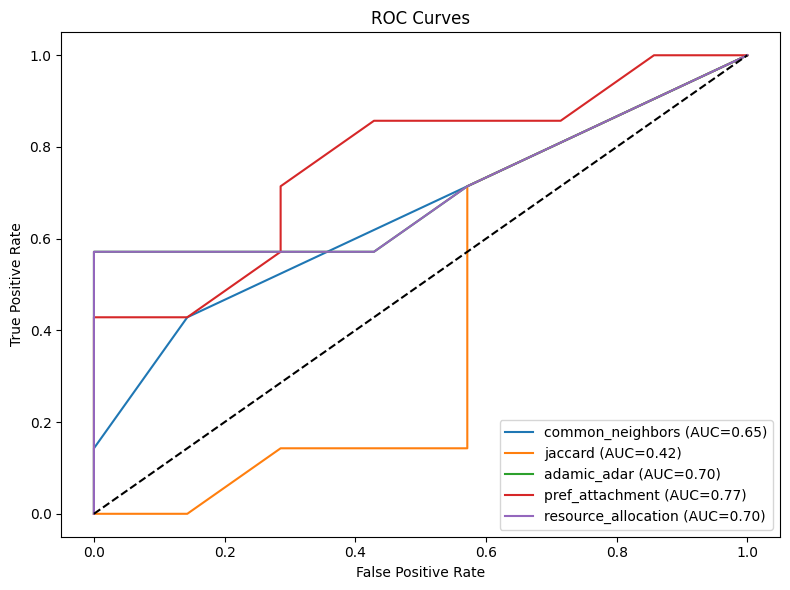 ROC Curves
True Positive Rate
1.0
0.8
0.6
0.4
0.2
0.0
common_neighbors (AUC=0.65)
jaccard (AUC=0.42)
adamic_adar (AUC=0.70)
pref_attachment (AUC=0.77)
resource_allocation (AUC=0.70)
0.0 0.2 0.4 0.6 0.8 1.0
False Positive Rate